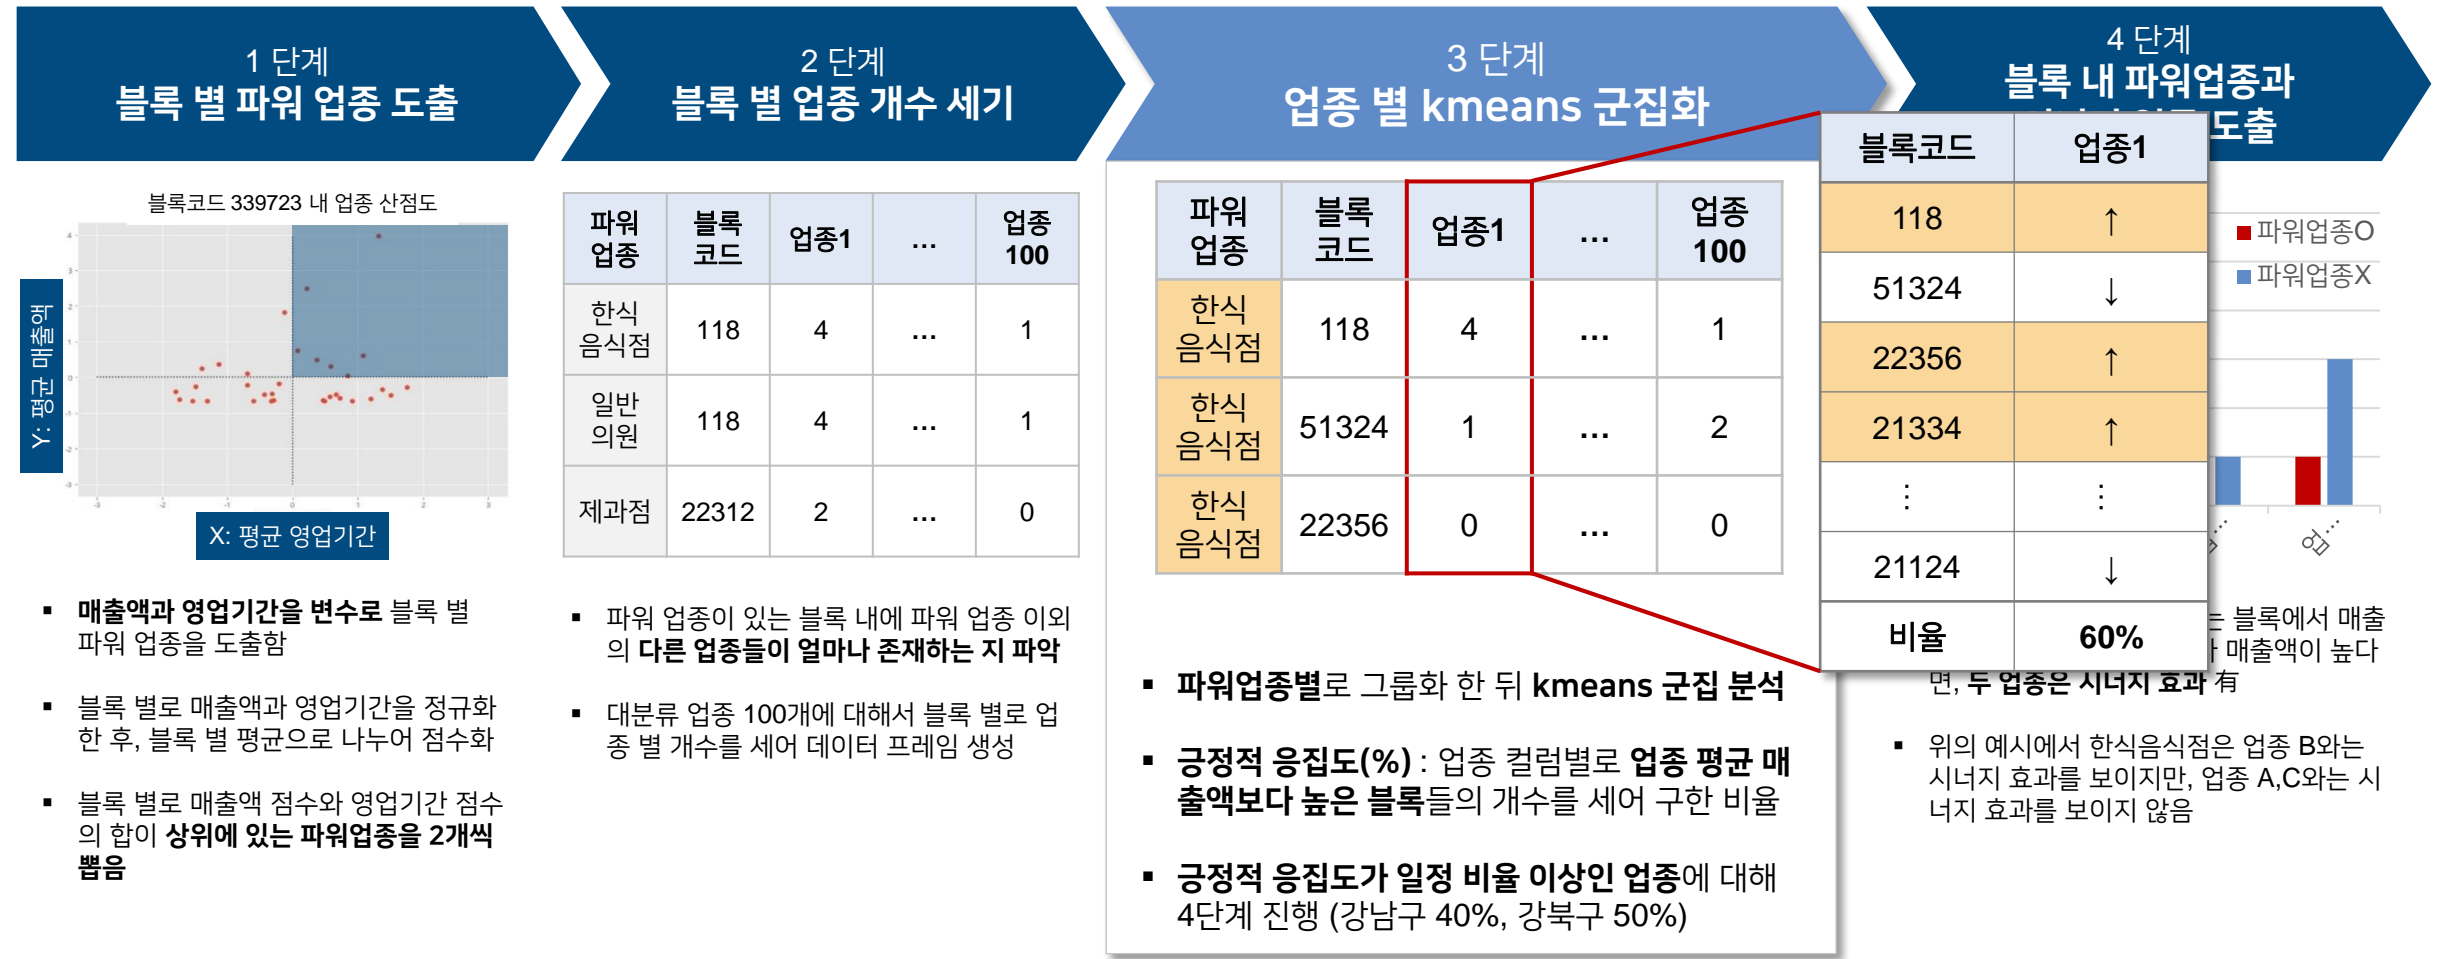 1 단계
블록 별 파워 업종 도출
2 단계
블록 별 업종 개수 세기
3 단계
업종 별 kmeans 군집화
4 단계
블록 내 파워업종과
도출
블록코드 339723 내 업종 산점도
Y: 평균 매출액
4
3
2
1
0
-1
-2
-3
-3 -2 -1 0 1 2 3
X: 평균 영업기간
매출액과 영업기간을 변수로 블록 별
파워 업종을 도출함
블록 별로 매출액과 영업기간을 정규화
한 후, 블록 별 평균으로 나누어 점수화
블록 별로 매출액 점수와 영업기간 점수
의 합이 상위에 있는 파워업종을 2개씩
뽑음
파워 업종 블록 코드 업종1 ... 업종 100
한식 음식점 118 4 ... 1
일반 의원 118 4 ... 1
제과점 22312 2 ... 0
파워 업종이 있는 블록 내에 파워 업종 이외
의 다른 업종들이 얼마나 존재하는 지 파악
대분류 업종 100개에 대해서 블록 별로 업
종 별 개수를 세어 데이터 프레임 생성
파워 업종 블록 코드 업종1 ... 업종 100
한식 음식점 118 4 ... 1
한식 음식점 51324 1 ... 2
한식 음식점 22356 0 ... 0
파워업종별로 그룹화 한 뒤 kmeans 군집 분석
긍정적 응집도(%) : 업종 컬럼별로 업종 평균 매
출액보다 높은 블록들의 개수를 세어 구한 비율
긍정적 응집도가 일정 비율 이상인 업종에 대해
4단계 진행 (강남구 40%, 강북구 50%)
블록코드 업종1
118 ↑
51324 ↓
22356 ↑
21334 ↑
⋮ ⋮
21124 ↓
비율 60%
파워업종O
파워업종X
업…
블록에서 매출
매출액이 높다
면, 두 업종은 시너지 효과 有
위의 예시에서 한식음식점은 업종 B와는
시너지 효과를 보이지만, 업종 A,C와는 시
너지 효과를 보이지 않음